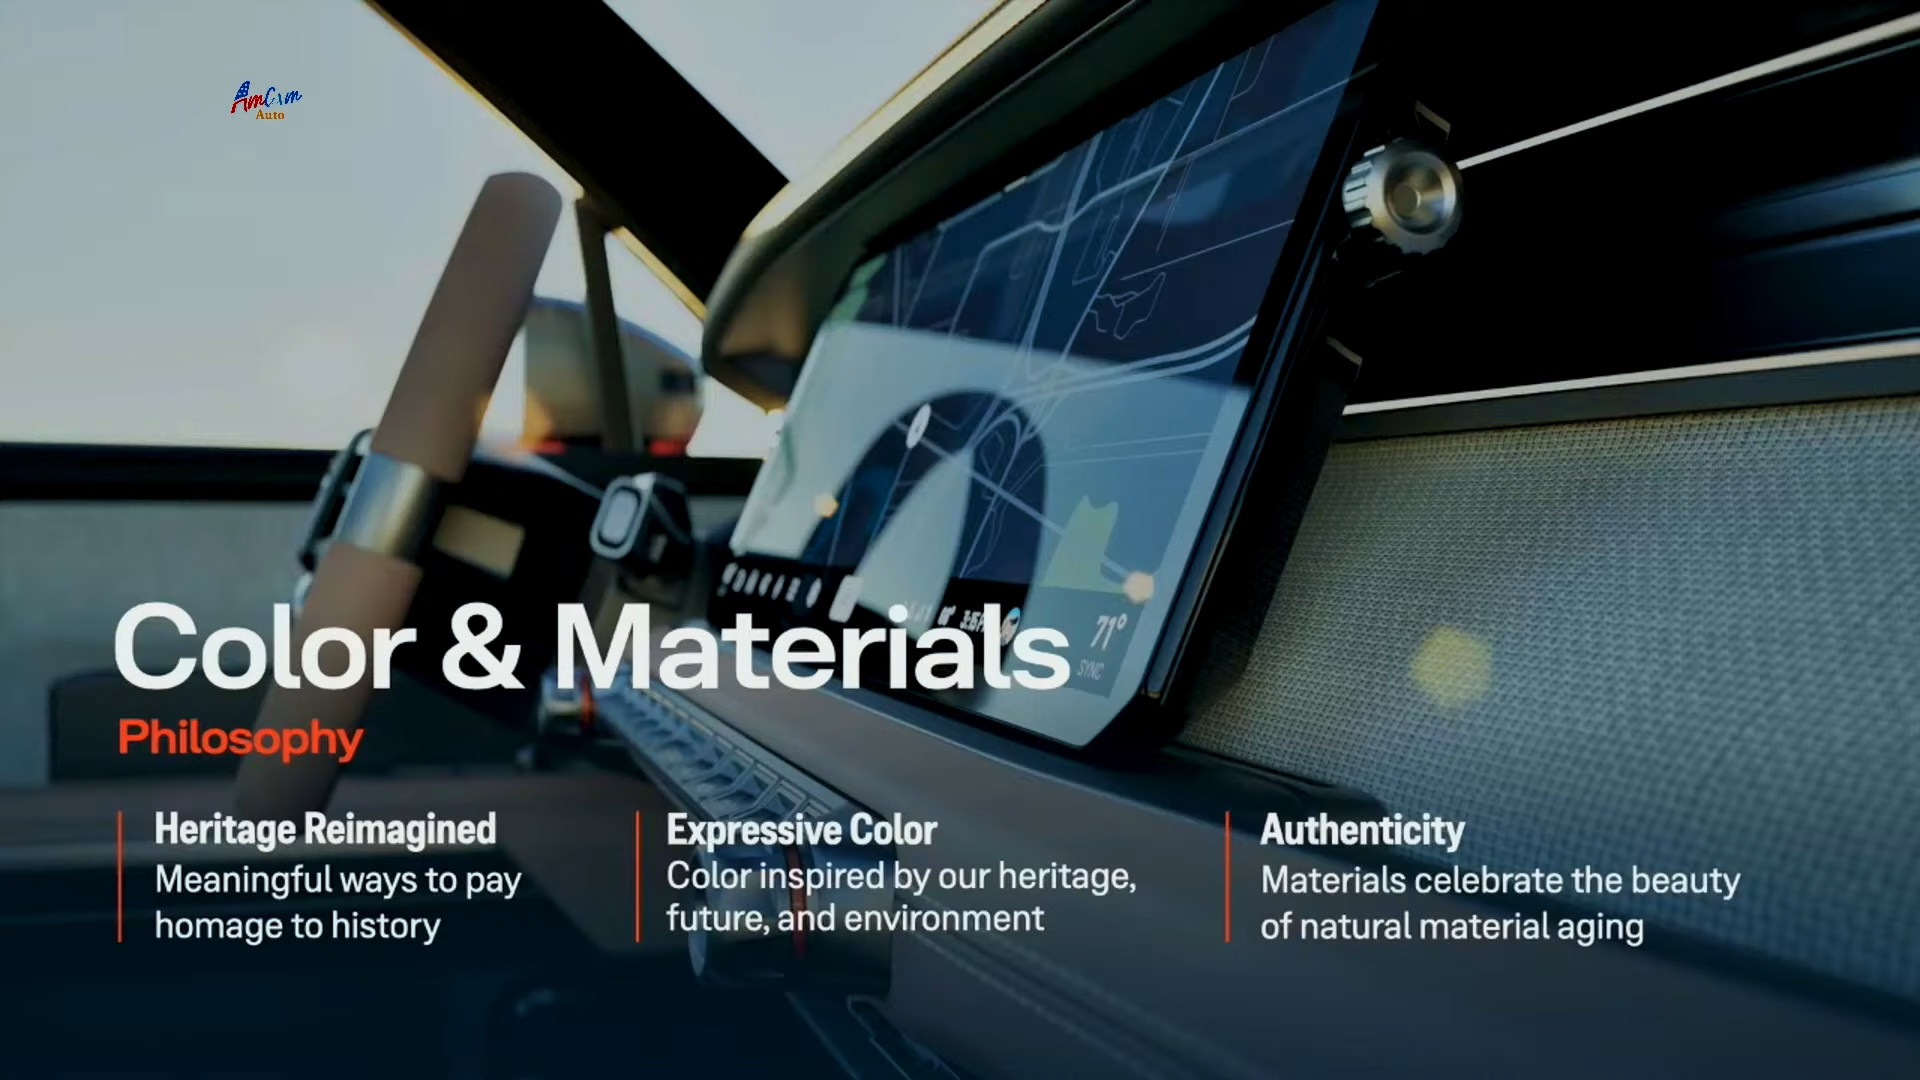 AmCam
Auto
71°
SYNC
Color & Materials
Philosophy
Heritage Reimagined
Meaningful ways to pay
homage to history
Expressive Color
Color inspired by our heritage,
future, and environment
Authenticity
Materials celebrate the beauty
of natural material aging